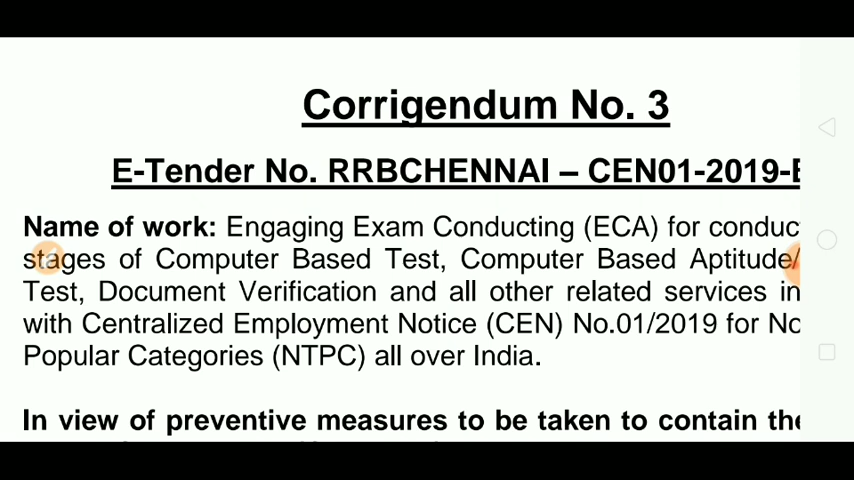 Corrigendum No. 3
E-Tender No. RRBCHENNAI – CEN01-2019-
Name of work: Engaging Exam Conducting (ECA) for
stages of Computer Based Test, Computer Based Aptitude/
Test, Document Verification and all other related services in
with Centralized Employment Notice (CEN) No.01/2019 for
Popular Categories (NTPC) all over India.
In view of preventive measures to be taken to contain the